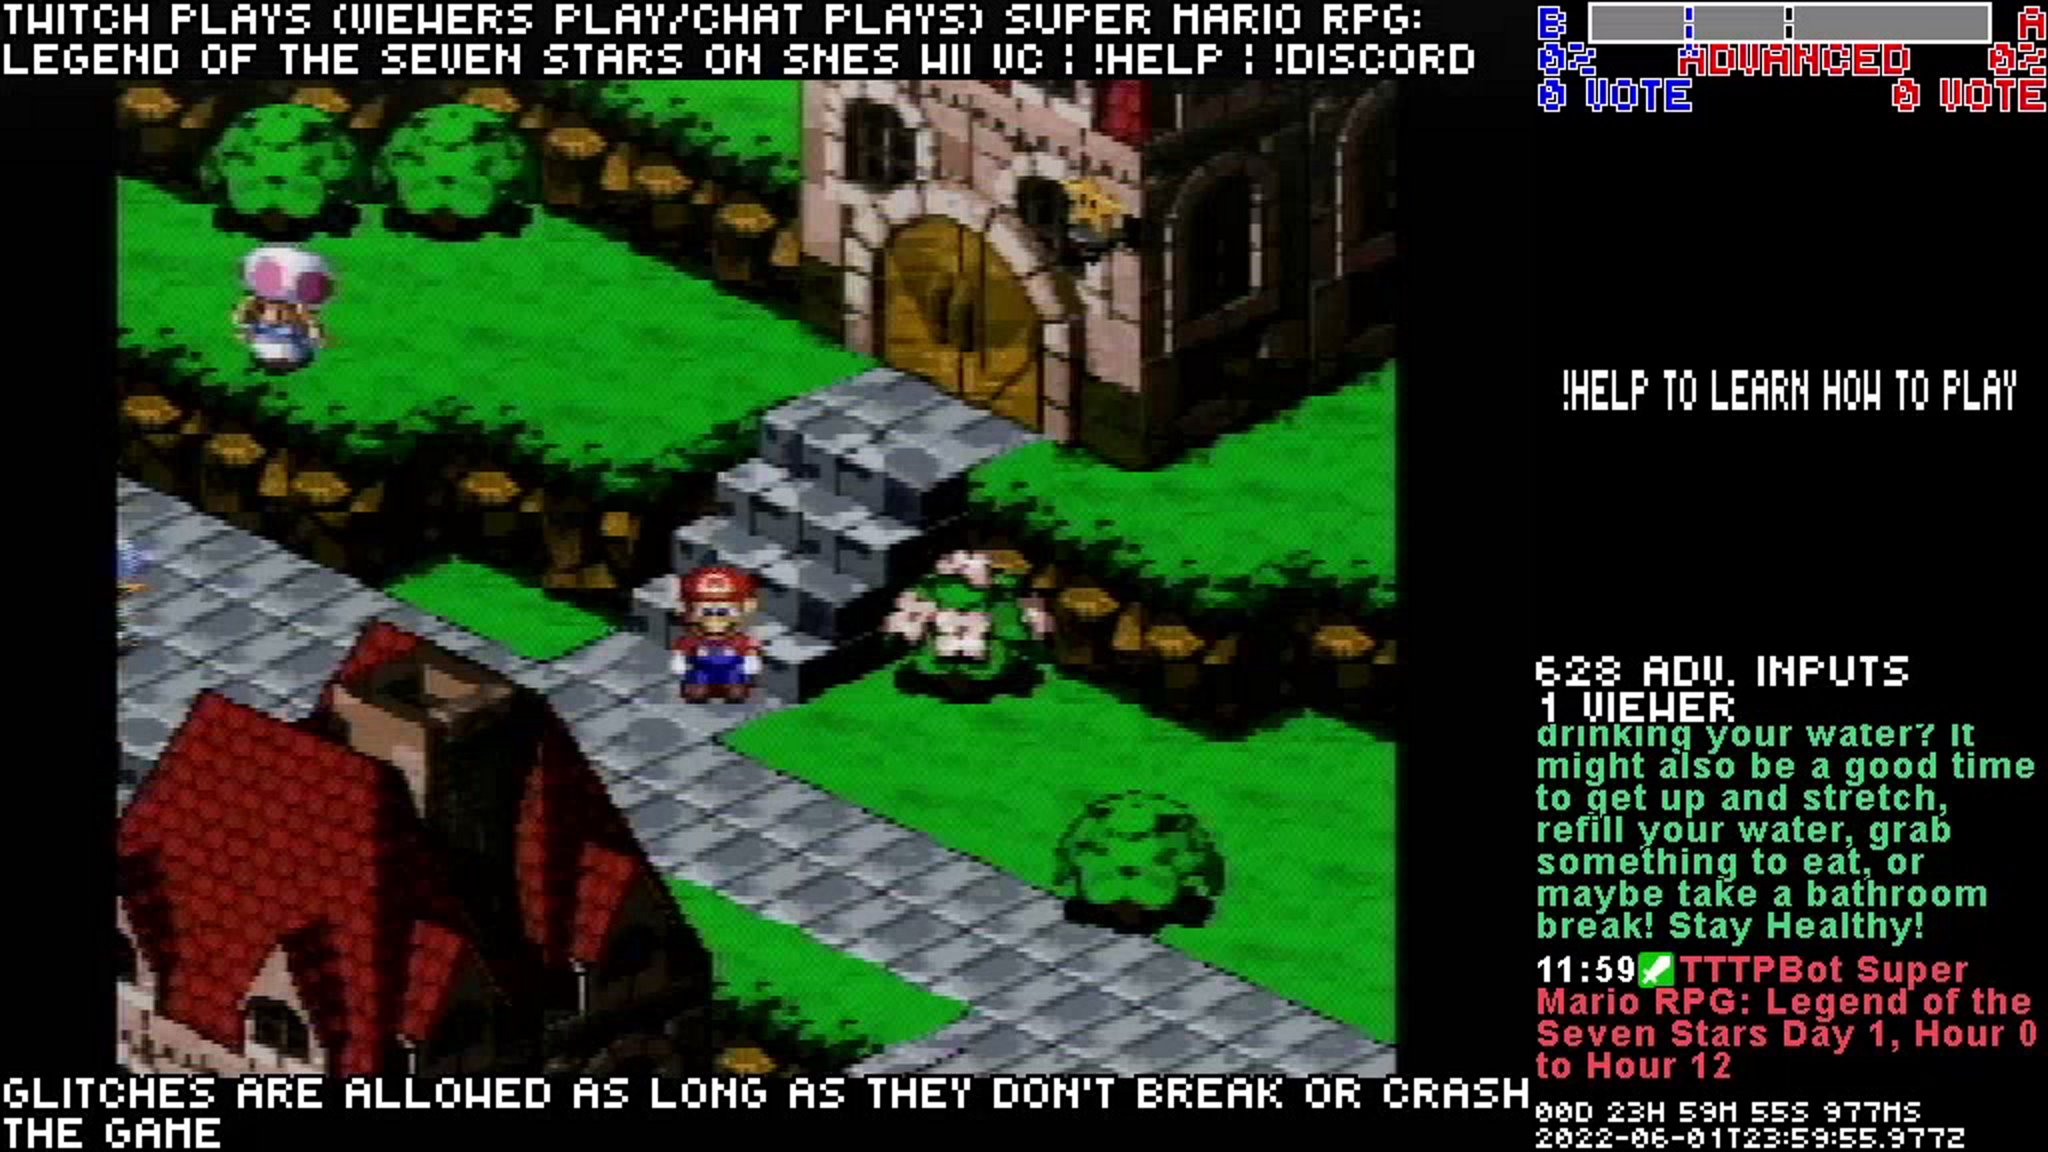 TWITCH PLAYS (VIEWERS PLAY/CHAT PLAYS) SUPER MARIO RPG:
LEGEND OF THE SEVEN STARS ON SNES WII VC ¦ !HELP ¦ !DISCORD
B A
0% ADVANCED 0%
0 VOTE 0 VOTE
!HELP TO LEARN HOW TO PLAY
628 ADV. INPUTS
1 VIEWER
drinking your water? It
might also be a good time
to get up and stretch,
refill your water, grab
something to eat, or
maybe take a bathroom
break! Stay Healthy!
11:59 TTTPBot Super
Mario RPG: Legend of the
Seven Stars Day 1, Hour 0
to Hour 12
GLITCHES ARE ALLOWED AS LONG AS THEY DON'T BREAK OR CRASH
THE GAME
00D 23H 59M 55S 977MS
2022-06-01T23:59:55.977Z